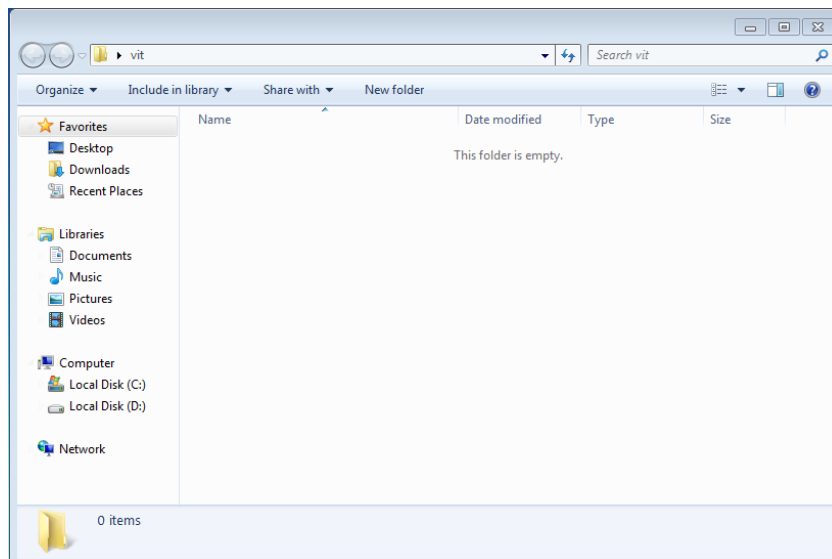 vit
Search vit
Organize Include in library Share with New folder
Name Date modified Type Size
This folder is empty.
Favorites
Desktop
Downloads
Recent Places
Libraries
Documents
Music
Pictures
Videos
Computer
Local Disk (C:)
Local Disk (D:)
Network
0 items